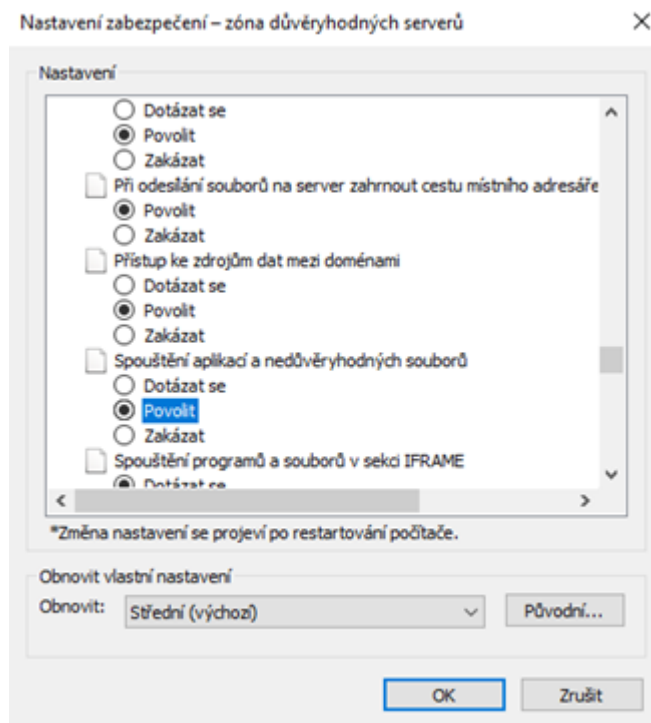 Nastavení zabezpečení – zóna důvěryhodných serverů
Nastavení
Dotázat se
Povolit
Zakázat
Při odesílání souborů na server zahrnout cestu místního adresáře
Povolit
Zakázat
Přístup ke zdrojům dat mezi doménami
Dotázat se
Povolit
Zakázat
Spouštění aplikací a nedůvěryhodných souborů
Dotázat se
Povolit
Zakázat
Spouštění programů a souborů v sekci IFRAME
Dotázat se
*Změna nastavení se projeví po restartování počítače.
Obnovit vlastní nastavení
Obnovit: Střední (výchozí) Původní...
OK Zrušit